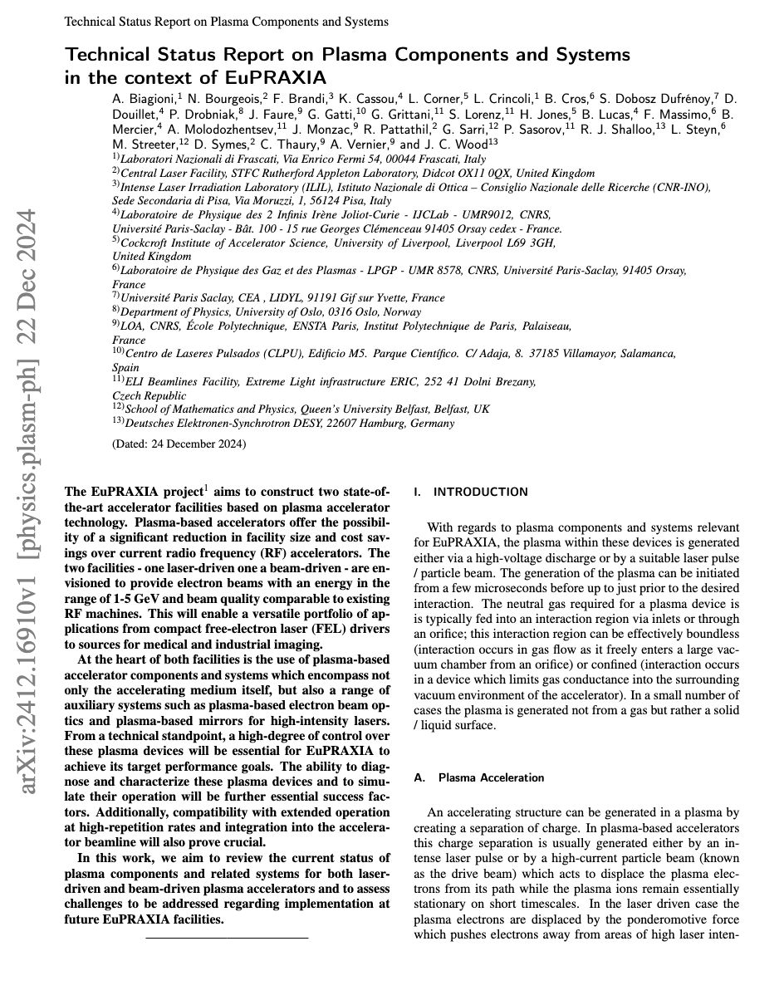 Technical Status Report on Plasma Components and Systems
Technical Status Report on Plasma Components and Systems
in the context of EuPRAXIA
A. Biagioni,1 N. Bourgeois,2 F. Brandi,3 K. Cassou,4 L. Corner,5 L. Crincoli,1 B. Cros,6 S. Dobosz Dufrénoy,7 D.
Douillet,4 P. Drobniak,8 J. Faure,9 G. Gatti,10 G. Grittani,11 S. Lorenz,11 H. Jones,5 B. Lucas,4 F. Massimo,6 B.
Mercier,4 A. Molodozhentsev,11 J. Monzac,9 R. Pattathil,2 G. Sarri,12 P. Sasorov,11 R. J. Shalloo,13 L. Steyn,6
M. Streeter,12 D. Symes,2 C. Thaury,9 A. Vernier,9 and J. C. Wood13
1)Laboratori Nazionali di Frascati, Via Enrico Fermi 54, 00044 Frascati, Italy
2)Central Laser Facility, STFC Rutherford Appleton Laboratory, Didcot OX11 0QX, United Kingdom
3)Intense Laser Irradiation Laboratory (ILIL), Istituto Nazionale di Ottica – Consiglio Nazionale delle Ricerche (CNR-INO),
Sede Secondaria di Pisa, Via Moruzzi, 1, 56124 Pisa, Italy
4)Laboratoire de Physique des 2 Infinis Irène Joliot-Curie - IJCLab - UMR9012, CNRS,
Université Paris-Saclay - Bât. 100 - 15 rue Georges Clémenceau 91405 Orsay cedex - France.
5)Cockcroft Institute of Accelerator Science, University of Liverpool, Liverpool L69 3GH,
United Kingdom
6)Laboratoire de Physique des Gaz et des Plasmas - LPGP - UMR 8578, CNRS, Université Paris-Saclay, 91405 Orsay,
France
7)Université Paris Saclay, CEA , LIDYL, 91191 Gif sur Yvette, France
8)Department of Physics, University of Oslo, 0316 Oslo, Norway
9)LOA, CNRS, École Polytechnique, ENSTA Paris, Institut Polytechnique de Paris, Palaiseau,
France
10)Centro de Laseres Pulsados (CLPU), Edificio M5. Parque Científico. C/ Adaja, 8. 37185 Villamayor, Salamanca,
Spain
11)ELI Beamlines Facility, Extreme Light infrastructure ERIC, 252 41 Dolni Brezany,
Czech Republic
12)School of Mathematics and Physics, Queen's University Belfast, Belfast, UK
13)Deutsches Elektronen-Synchrotron DESY, 22607 Hamburg, Germany
(Dated: 24 December 2024)
The EuPRAXIA project1 aims to construct two state-of-
the-art accelerator facilities based on plasma accelerator
technology. Plasma-based accelerators offer the possibil-
ity of a significant reduction in facility size and cost sav-
ings over current radio frequency (RF) accelerators. The
two facilities - one laser-driven one a beam-driven - are en-
visioned to provide electron beams with an energy in the
range of 1-5 GeV and beam quality comparable to existing
RF machines. This will enable a versatile portfolio of ap-
plications from compact free-electron laser (FEL) drivers
to sources for medical and industrial imaging.
At the heart of both facilities is the use of plasma-based
accelerator components and systems which encompass not
only the accelerating medium itself, but also a range of
auxiliary systems such as plasma-based electron beam op-
tics and plasma-based mirrors for high-intensity lasers.
From a technical standpoint, a high-degree of control over
these plasma devices will be essential for EuPRAXIA to
achieve its target performance goals. The ability to diag-
nose and characterize these plasma devices and to simu-
late their operation will be further essential success fac-
tors. Additionally, compatibility with extended operation
at high-repetition rates and integration into the accelera-
tor beamline will also prove crucial.
In this work, we aim to review the current status of
plasma components and related systems for both laser-
driven and beam-driven plasma accelerators and to assess
challenges to be addressed regarding implementation at
future EuPRAXIA facilities.
I. INTRODUCTION
With regards to plasma components and systems relevant
for EuPRAXIA, the plasma within these devices is generated
either via a high-voltage discharge or by a suitable laser pulse
/ particle beam. The generation of the plasma can be initiated
from a few microseconds before up to just prior to the desired
interaction. The neutral gas required for a plasma device is
is typically fed into an interaction region via inlets or through
an orifice; this interaction region can be effectively boundless
(interaction occurs in gas flow as it freely enters a large vac-
uum chamber from an orifice) or confined (interaction occurs
in a device which limits gas conductance into the surrounding
vacuum environment of the accelerator). In a small number of
cases the plasma is generated not from a gas but rather a solid
/ liquid surface.
A. Plasma Acceleration
An accelerating structure can be generated in a plasma by
creating a separation of charge. In plasma-based accelerators
this charge separation is usually generated either by an in-
tense laser pulse or by a high-current particle beam (known
as the drive beam) which acts to displace the plasma elec-
trons from its path while the plasma ions remain essentially
stationary on short timescales. In the laser driven case the
plasma electrons are displaced by the ponderomotive force
which pushes electrons away from areas of high laser inten-
arXiv:2412.16910v1 [physics.plasm-ph] 22 Dec 2024